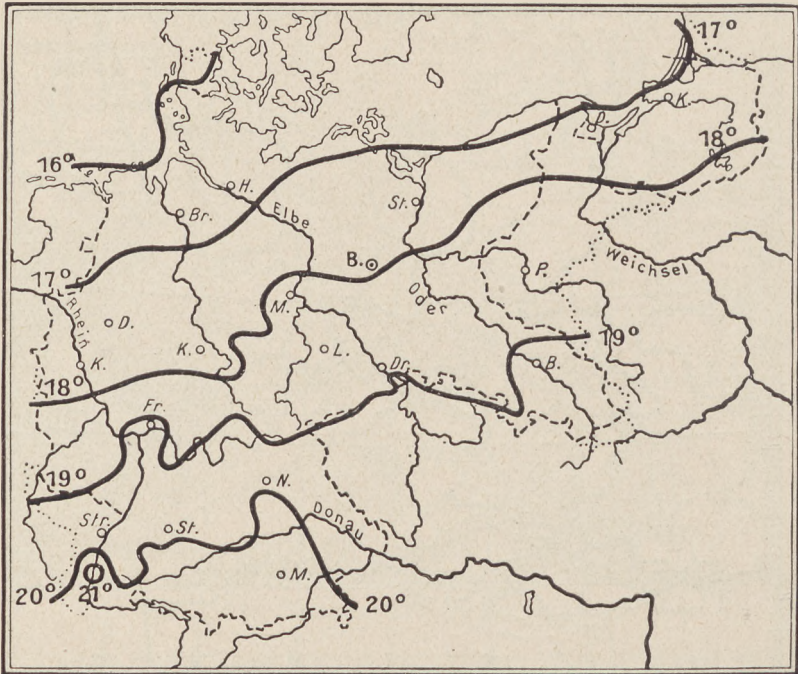 17°
K.
D.
18°
16°
H.
Br.
Elbe
St.
17°
B.
P.
Weichsel
Rhein
M.
Oder
D.
K.
L.
19°
K.
Dr.
B.
18°
Fr.
19°
N.
Str.
St.
Donau
M.
20°
21°
20°